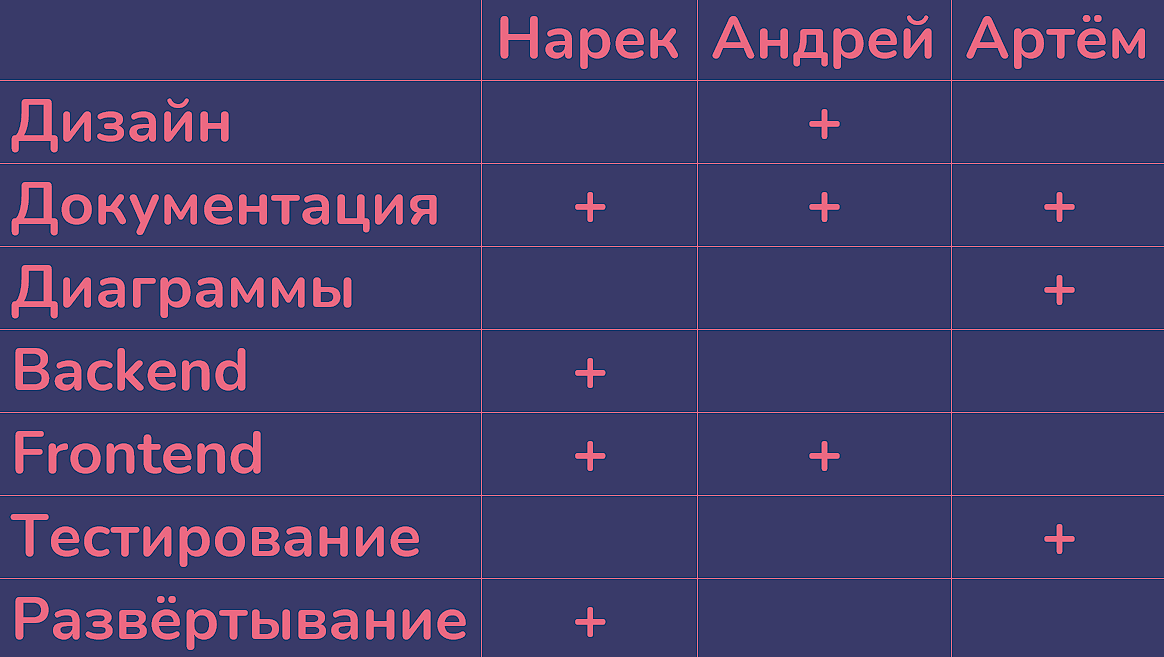 Нарек Андрей Артём
Дизайн +
Документация + + +
Диаграммы +
Backend +
Frontend + +
Тестирование +
Развёртывание +